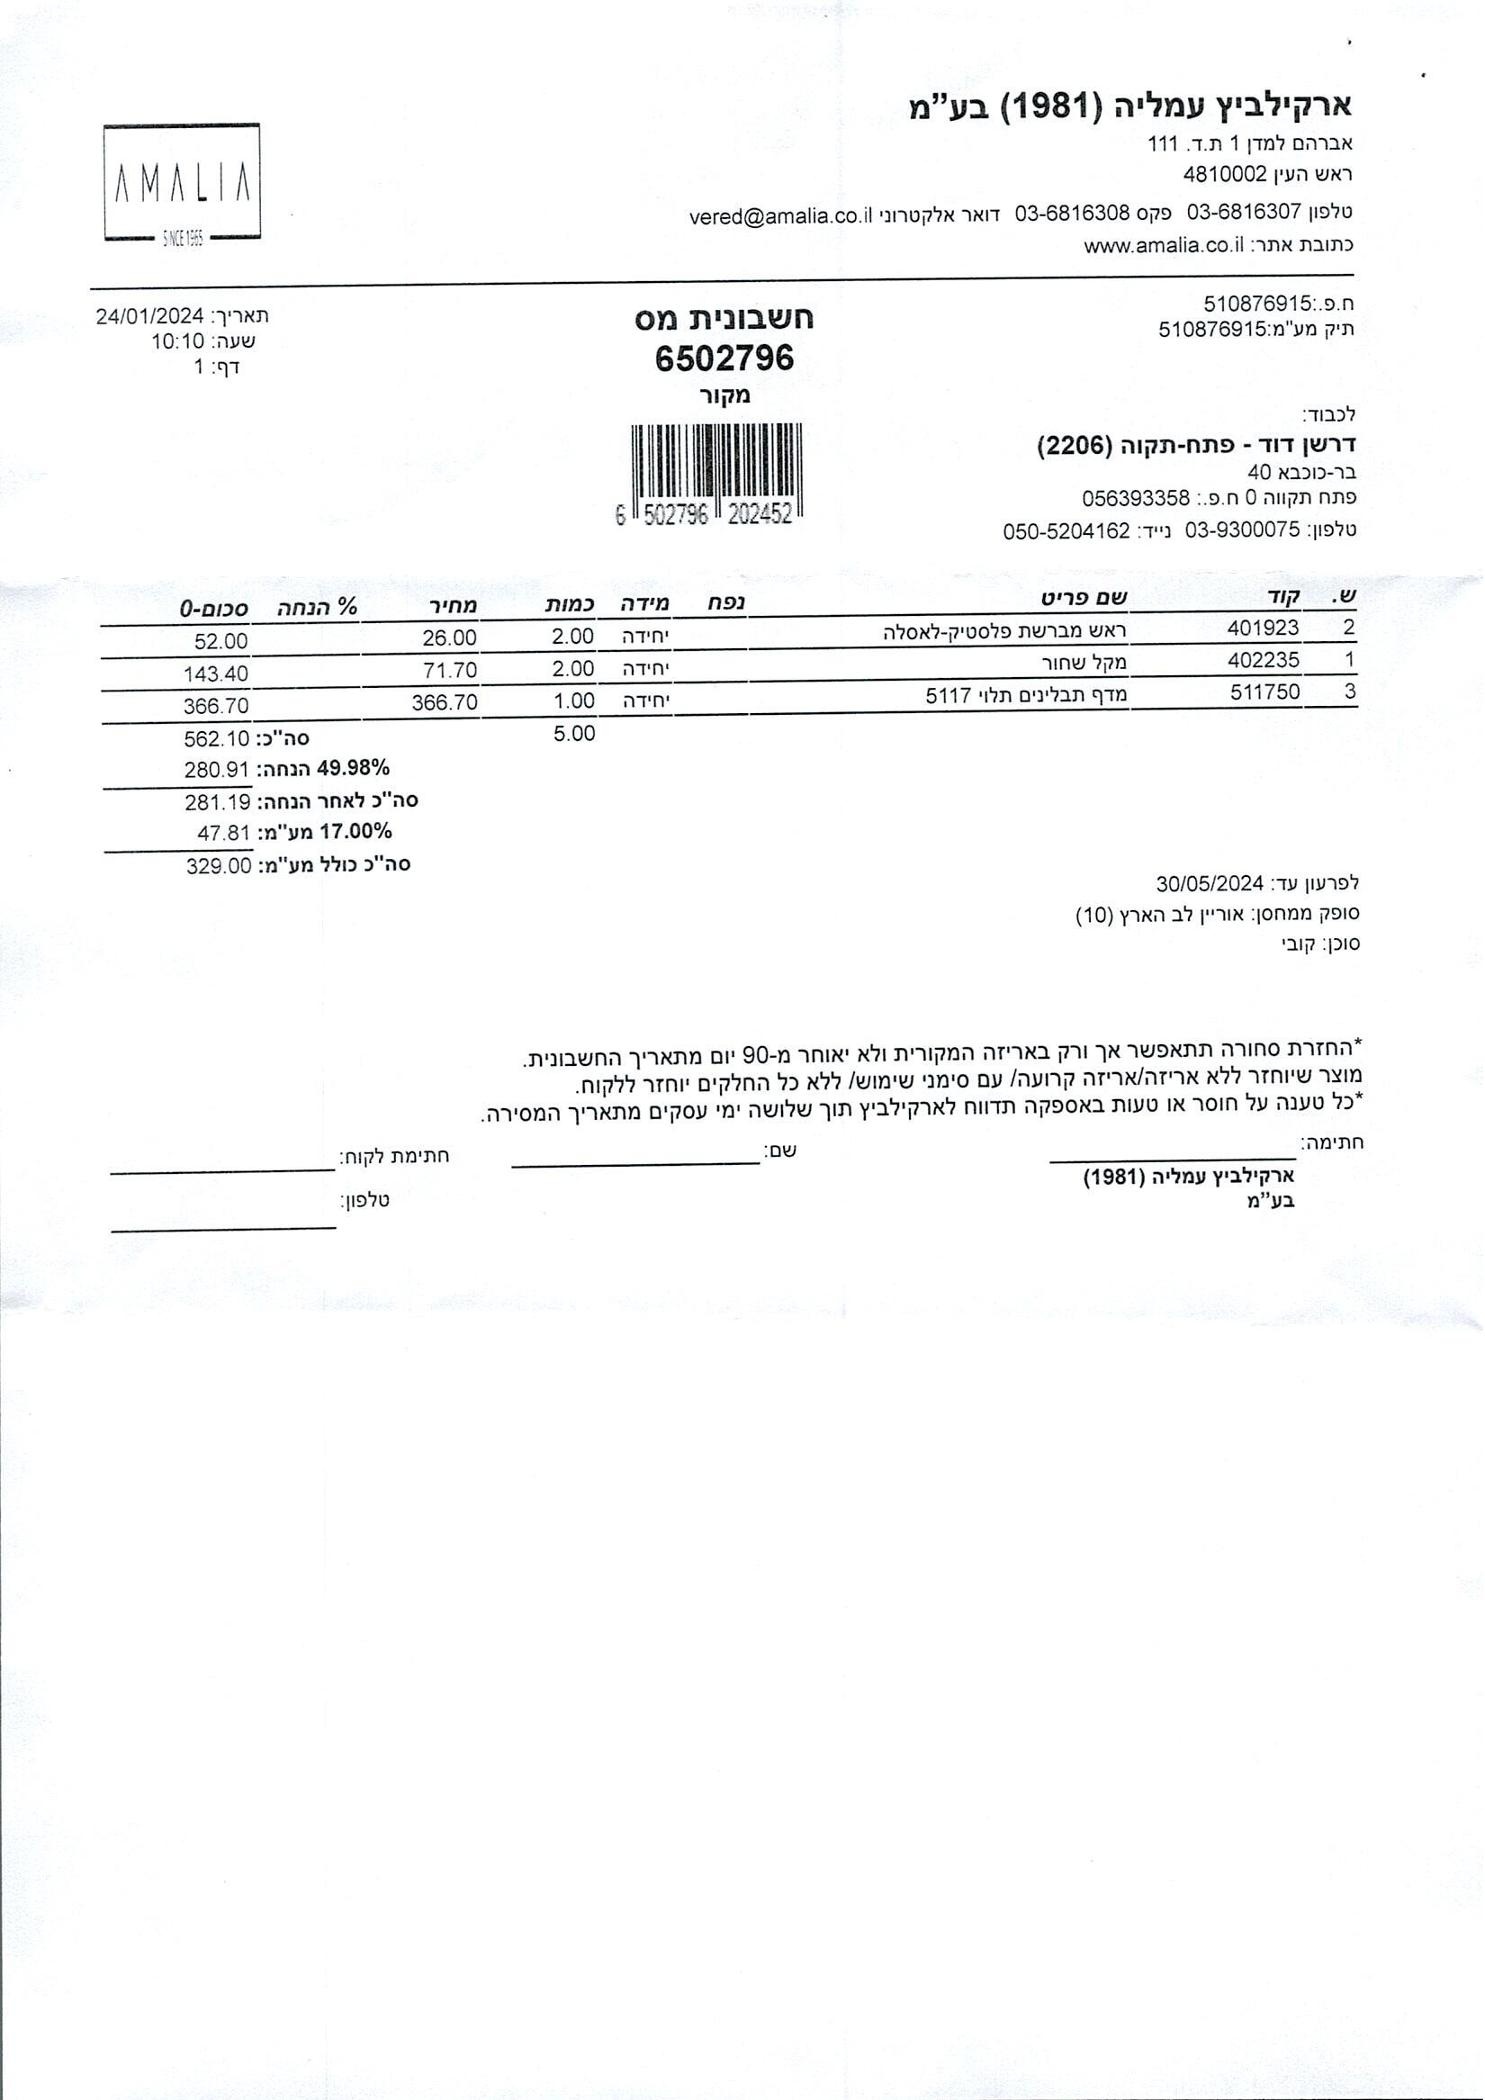 ארקילביץ עמליה (1981) בע"מ
אברהם למדן 1 ת.ד. 111
ראש העין 4810002
טלפון 03-6816307 פקס 03-6816308 דואר אלקטרוני vered@amalia.co.il
כתובת אתר: www.amalia.co.il
AMALIA
SINCE 1965
ח.פ.:510876915
תיק מע"מ:510876915
חשבונית מס
6502796
מקור
6 502796 202452
תאריך: 24/01/2024
שעה: 10:10
דף: 1
לכבוד:
דרשן דוד - פתח-תקוה (2206)
בר-כוכבא 40
פתח תקווה 0 ח.פ.: 056393358
טלפון: 03-9300075 נייד: 050-5204162
ש. קוד שם פריט נפח מידה כמות מחיר % הנחה סכום-0
2 401923 ראש מברשת פלסטיק-לאסלה יחידה 2.00 26.00 52.00
1 402235 מקל שחור יחידה 2.00 71.70 143.40
3 511750 מדף תבלינים תלוי 5117 יחידה 1.00 366.70 366.70
5.00 סה"כ: 562.10
49.98% הנחה: 280.91
סה"כ לאחר הנחה: 281.19
17.00% מע"מ: 47.81
סה"כ כולל מע"מ: 329.00
לפרעון עד: 30/05/2024
סופק ממחסן: אוריין לב הארץ (10)
סוכן: קובי
*החזרת סחורה תתאפשר אך ורק באריזה המקורית ולא יאוחר מ-90 יום מתאריך החשבונית.
מוצר שיוחזר ללא אריזה/אריזה קרועה/ עם סימני שימוש/ ללא כל החלקים יוחזר ללקוח.
*כל טענה על חוסר או טעות באספקה תדווח לארקילביץ תוך שלושה ימי עסקים מתאריך המסירה.
חתימה: שם: חתימת לקוח:
ארקילביץ עמליה (1981)
בע"מ
טלפון: